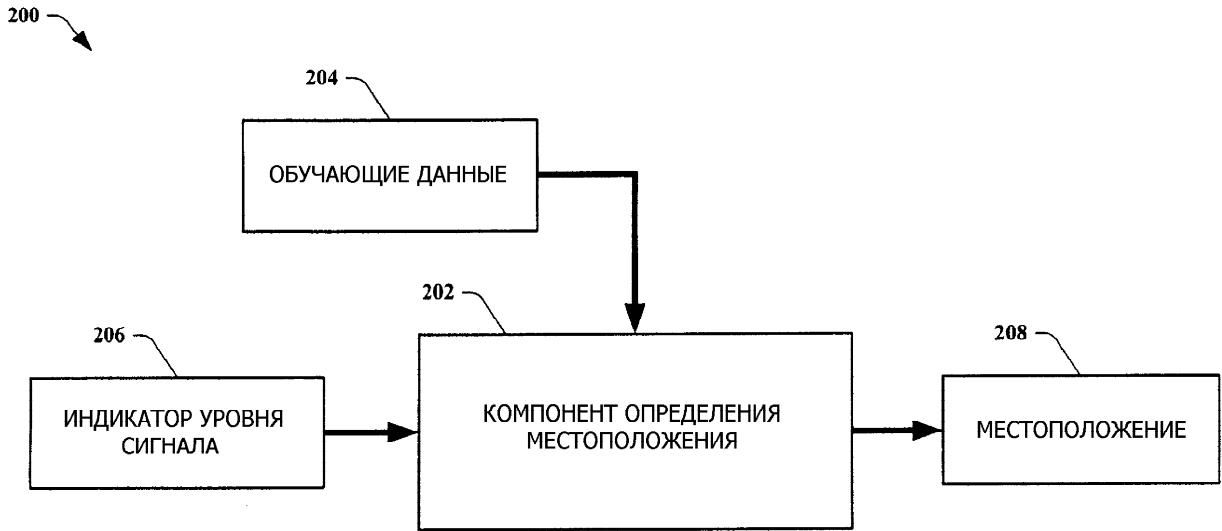 200
204
ОБУЧАЮЩИЕ ДАННЫЕ
202
206
208
ИНДИКАТОР УРОВНЯ
СИГНАЛА
КОМПОНЕНТ ОПРЕДЕЛЕНИЯ
МЕСТОПОЛОЖЕНИЯ
МЕСТОПОЛОЖЕНИЕ